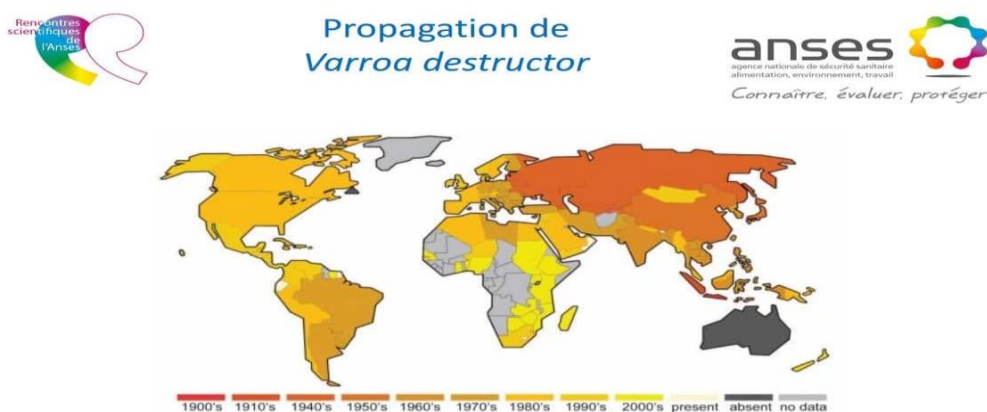 Rencontres
scientifiques
de
l'Anses
Propagation de
Varroa destructor
anses
agence nationale de sécurité sanitaire
alimentation, environnement, travail
Connaître, évaluer, protéger
1900's 1910's 1940's 1950's 1960's 1970's 1980's 1990's 2000's present absent no data